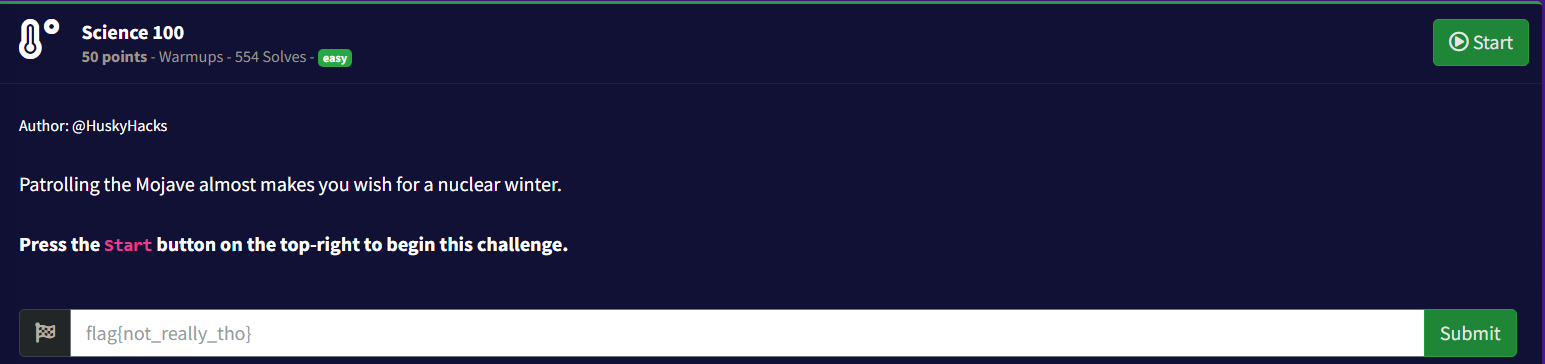 Science 100
50 points - Warmups - 554 Solves - easy
Start
Author: @HuskyHacks
Patrolling the Mojave almost makes you wish for a nuclear winter.
Press the Start button on the top-right to begin this challenge.
flag{not_really_tho}
Submit